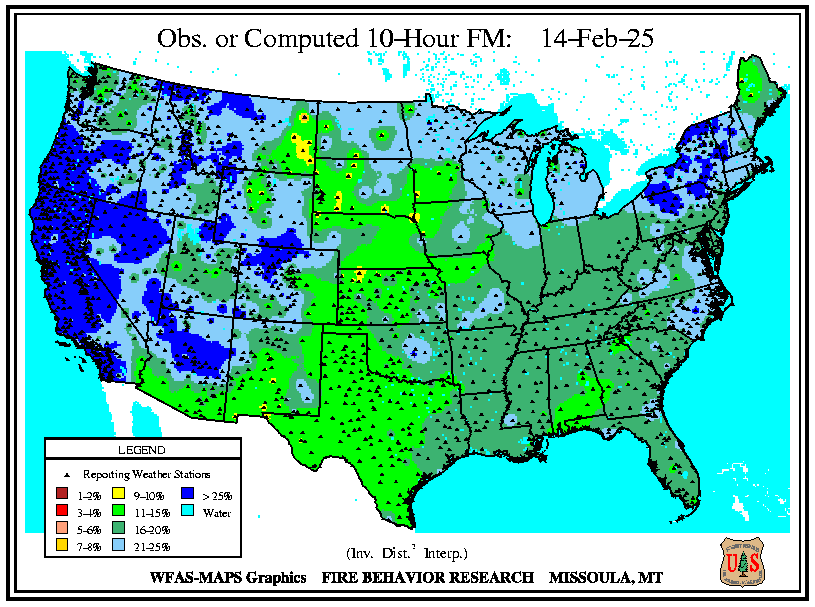 Obs. or Computed 10-Hour FM: 14-Feb-25
LEGEND
Reporting Weather Stations
1-2% 9-10% > 25%
3-4% 11-15% Water
5-6% 16-20%
7-8% 21-25%
(Inv. Dist.² Interp.)
WFAS-MAPS Graphics FIRE BEHAVIOR RESEARCH MISSOULA, MT
U S